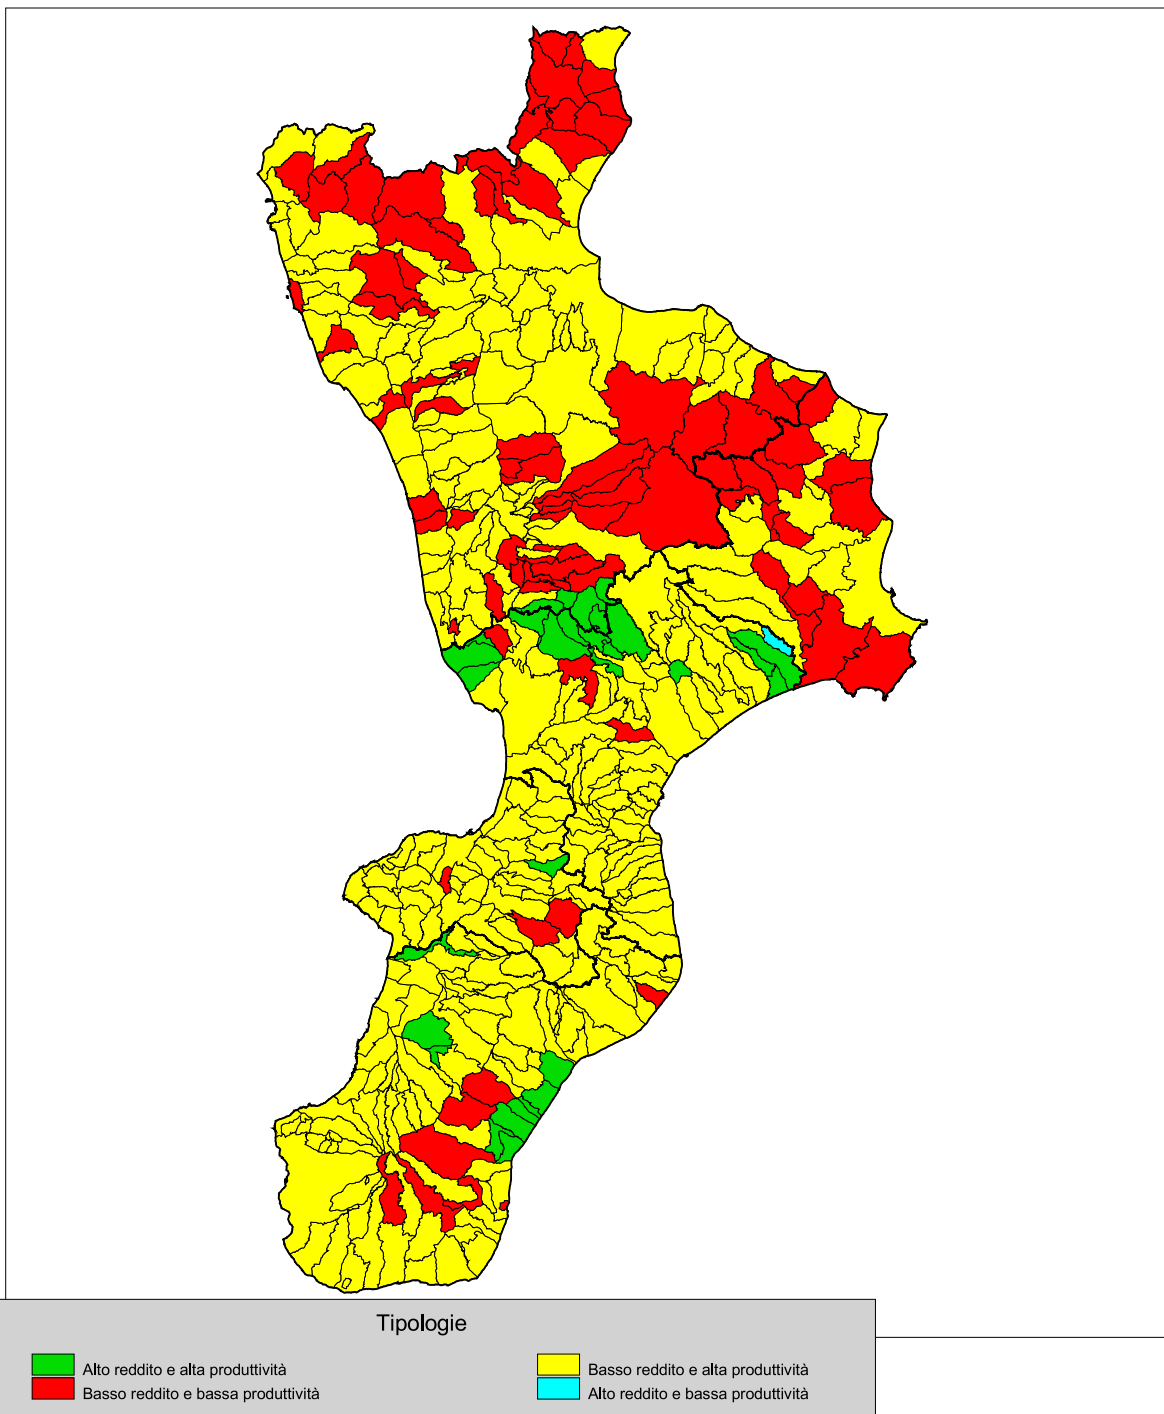 Tipologie
Alto reddito e alta produttività
Basso reddito e alta produttività
Basso reddito e bassa produttività
Alto reddito e bassa produttività